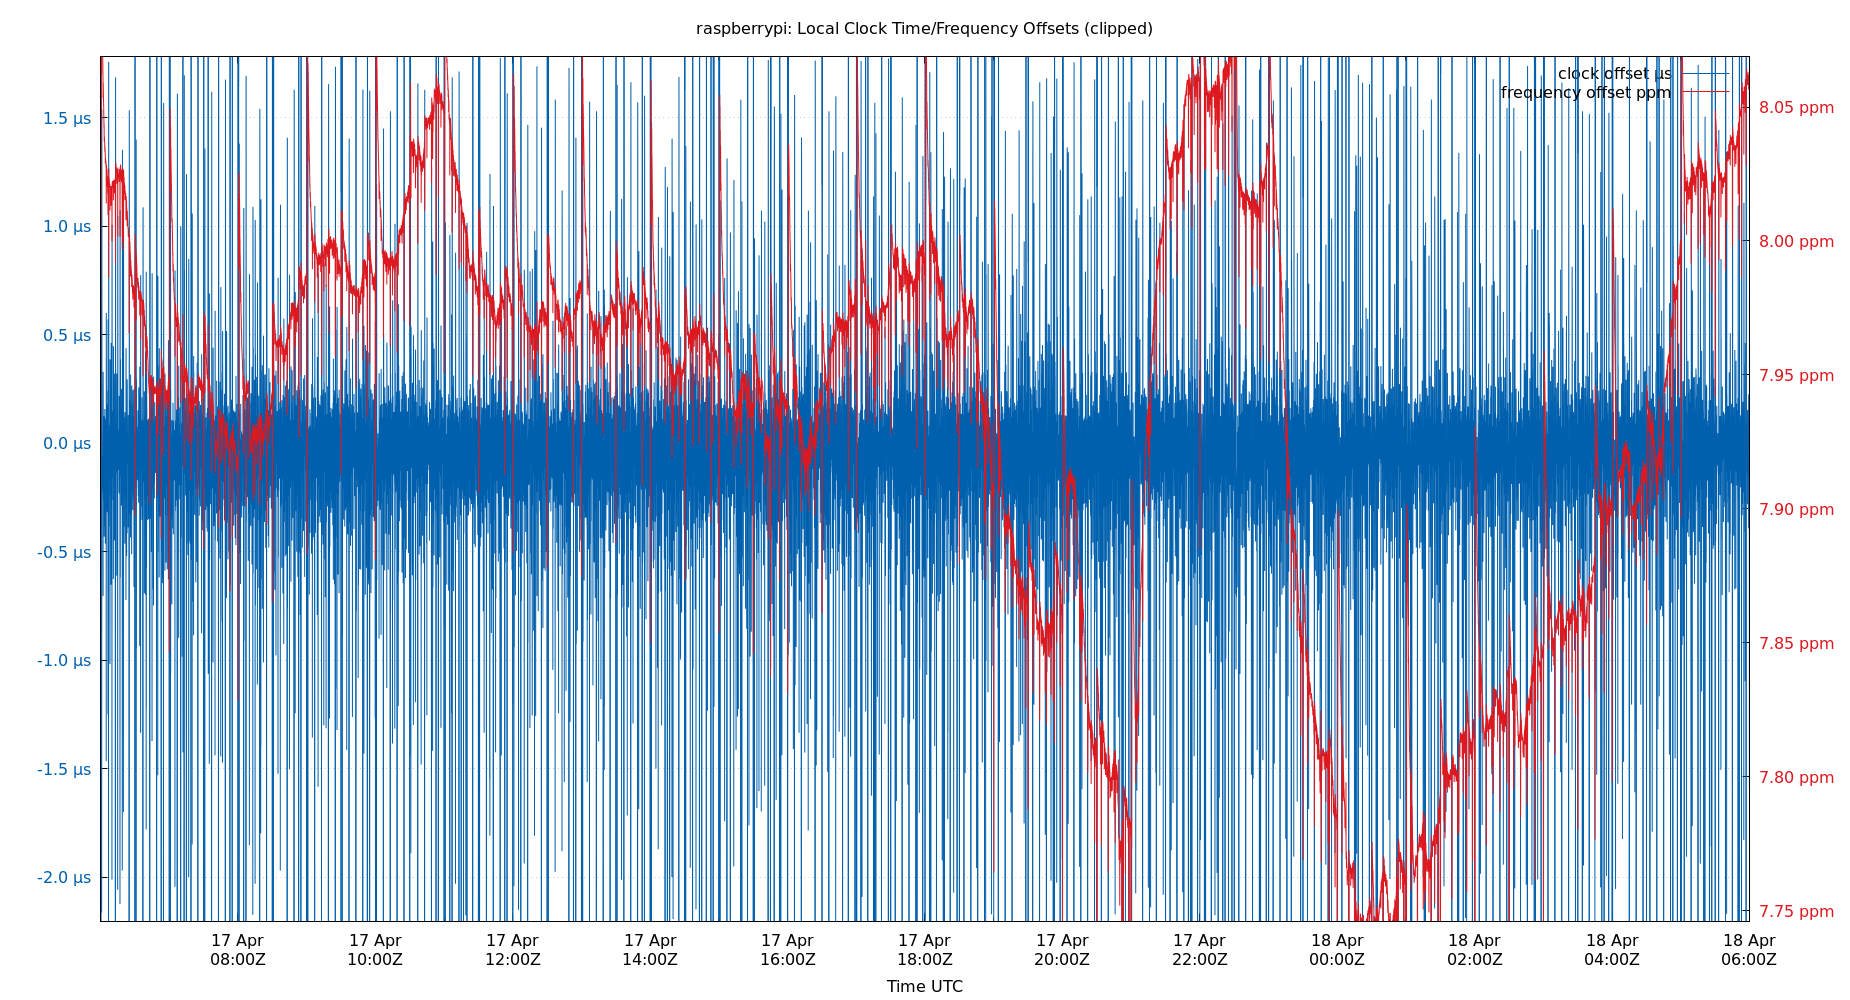 raspberrypi: Local Clock Time/Frequency Offsets (clipped)
clock offset µs
frequency offset ppm
1.5 µs
1.0 µs
0.5 µs
0.0 µs
-0.5 µs
-1.0 µs
-1.5 µs
-2.0 µs
8.05 ppm
8.00 ppm
7.95 ppm
7.90 ppm
7.85 ppm
7.80 ppm
7.75 ppm
17 Apr 17 Apr 17 Apr 17 Apr 17 Apr 17 Apr 17 Apr 17 Apr 18 Apr 18 Apr 18 Apr 18 Apr
08:00Z 10:00Z 12:00Z 14:00Z 16:00Z 18:00Z 20:00Z 22:00Z 00:00Z 02:00Z 04:00Z 06:00Z
Time UTC